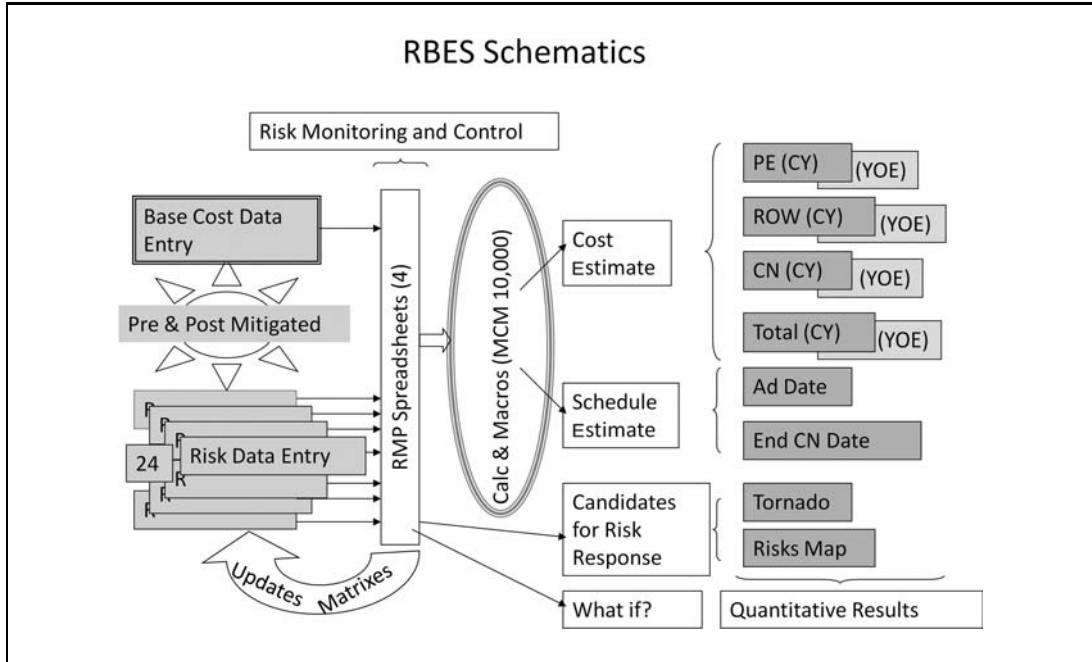 RBES Schematics
Risk Monitoring and Control
Base Cost Data
Entry
Pre & Post Mitigated
R
R
R
24
Risk Data Entry
R
R
R
Updates
Matrixes
RMP Spreadsheets (4)
Calc & Macros (MCM 10,000)
Cost
Estimate
Schedule
Estimate
Candidates
for Risk
Response
What if?
PE (CY)
(YOE)
ROW (CY)
(YOE)
CN (CY)
(YOE)
Total (CY)
(YOE)
Ad Date
End CN Date
Tornado
Risks Map
Quantitative Results